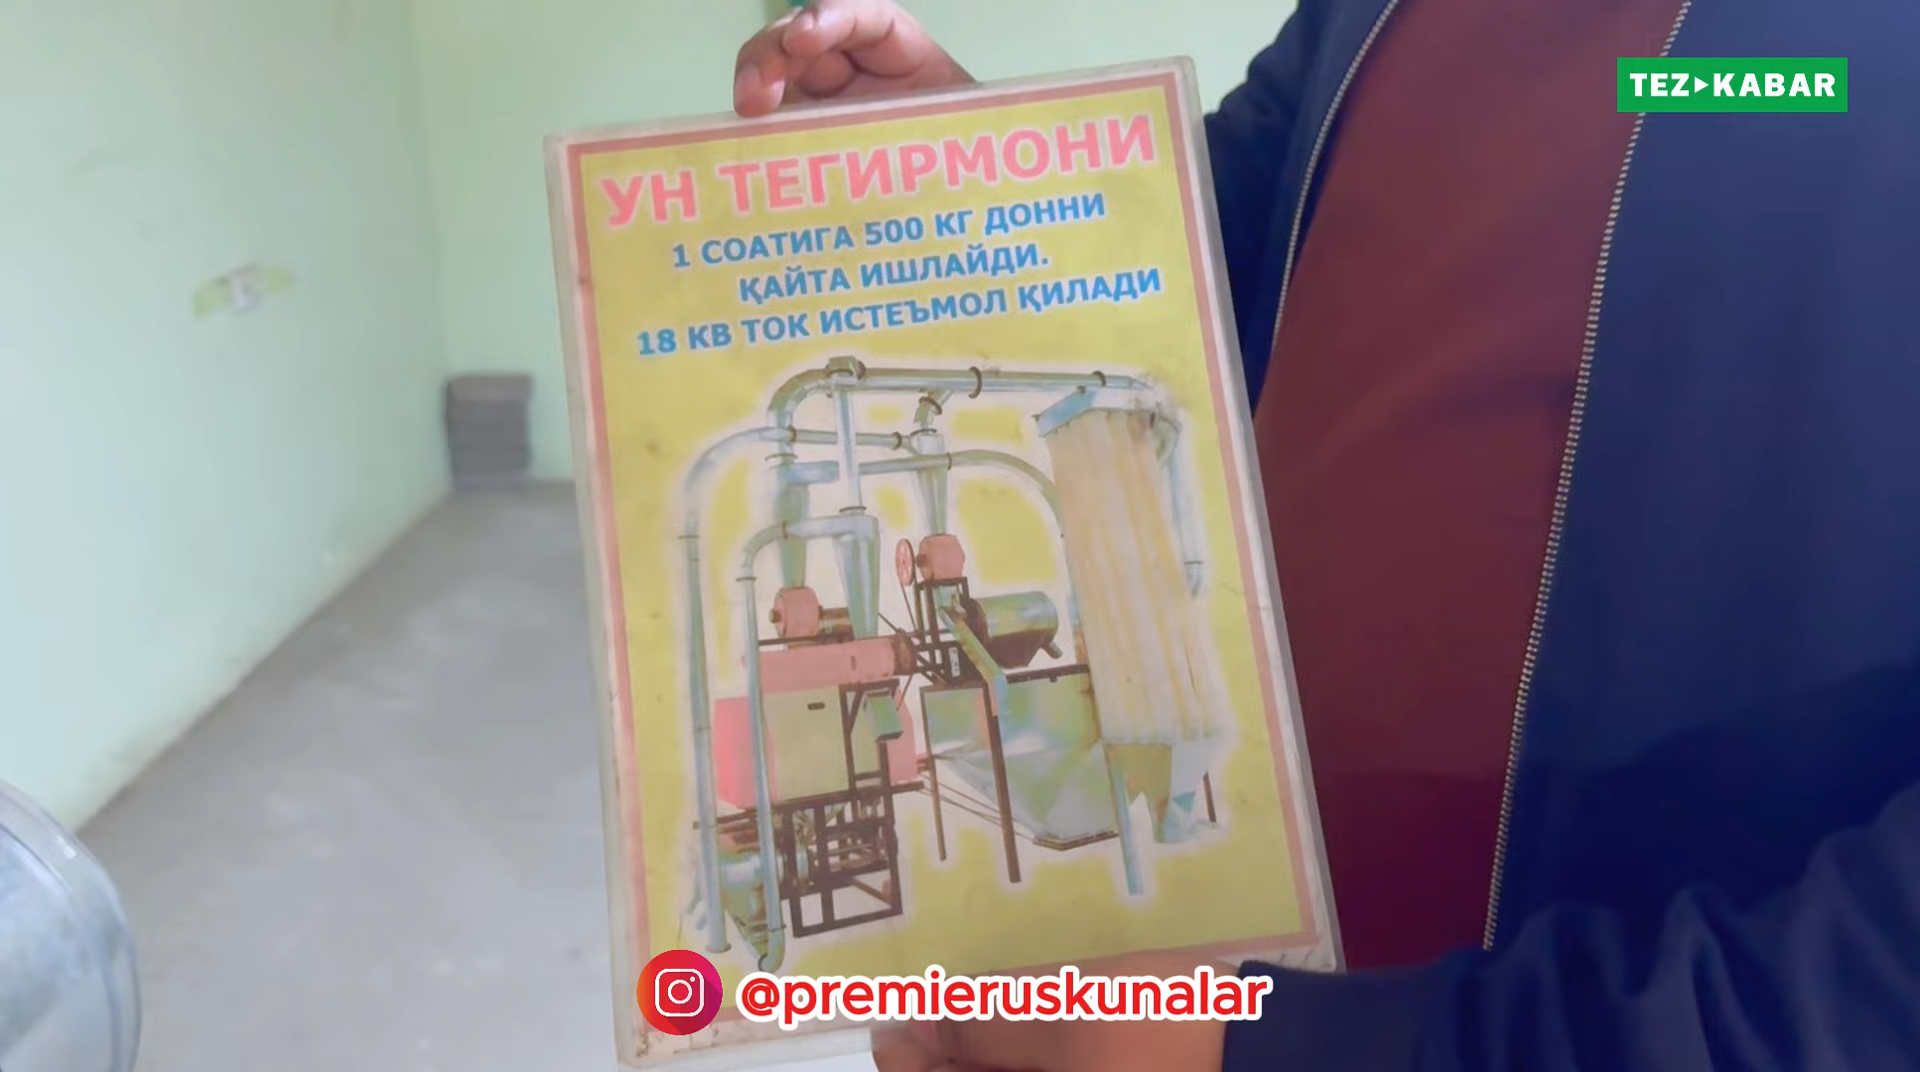 TEZ▶KABAR
УН ТЕГИРМОНИ
1 СОАТИГА 500 КГ ДОННИ
ҚАЙТА ИШЛАЙДИ.
18 КВ ТОК ИСТЕЪМОЛ ҚИЛАДИ
@premieruskunalar